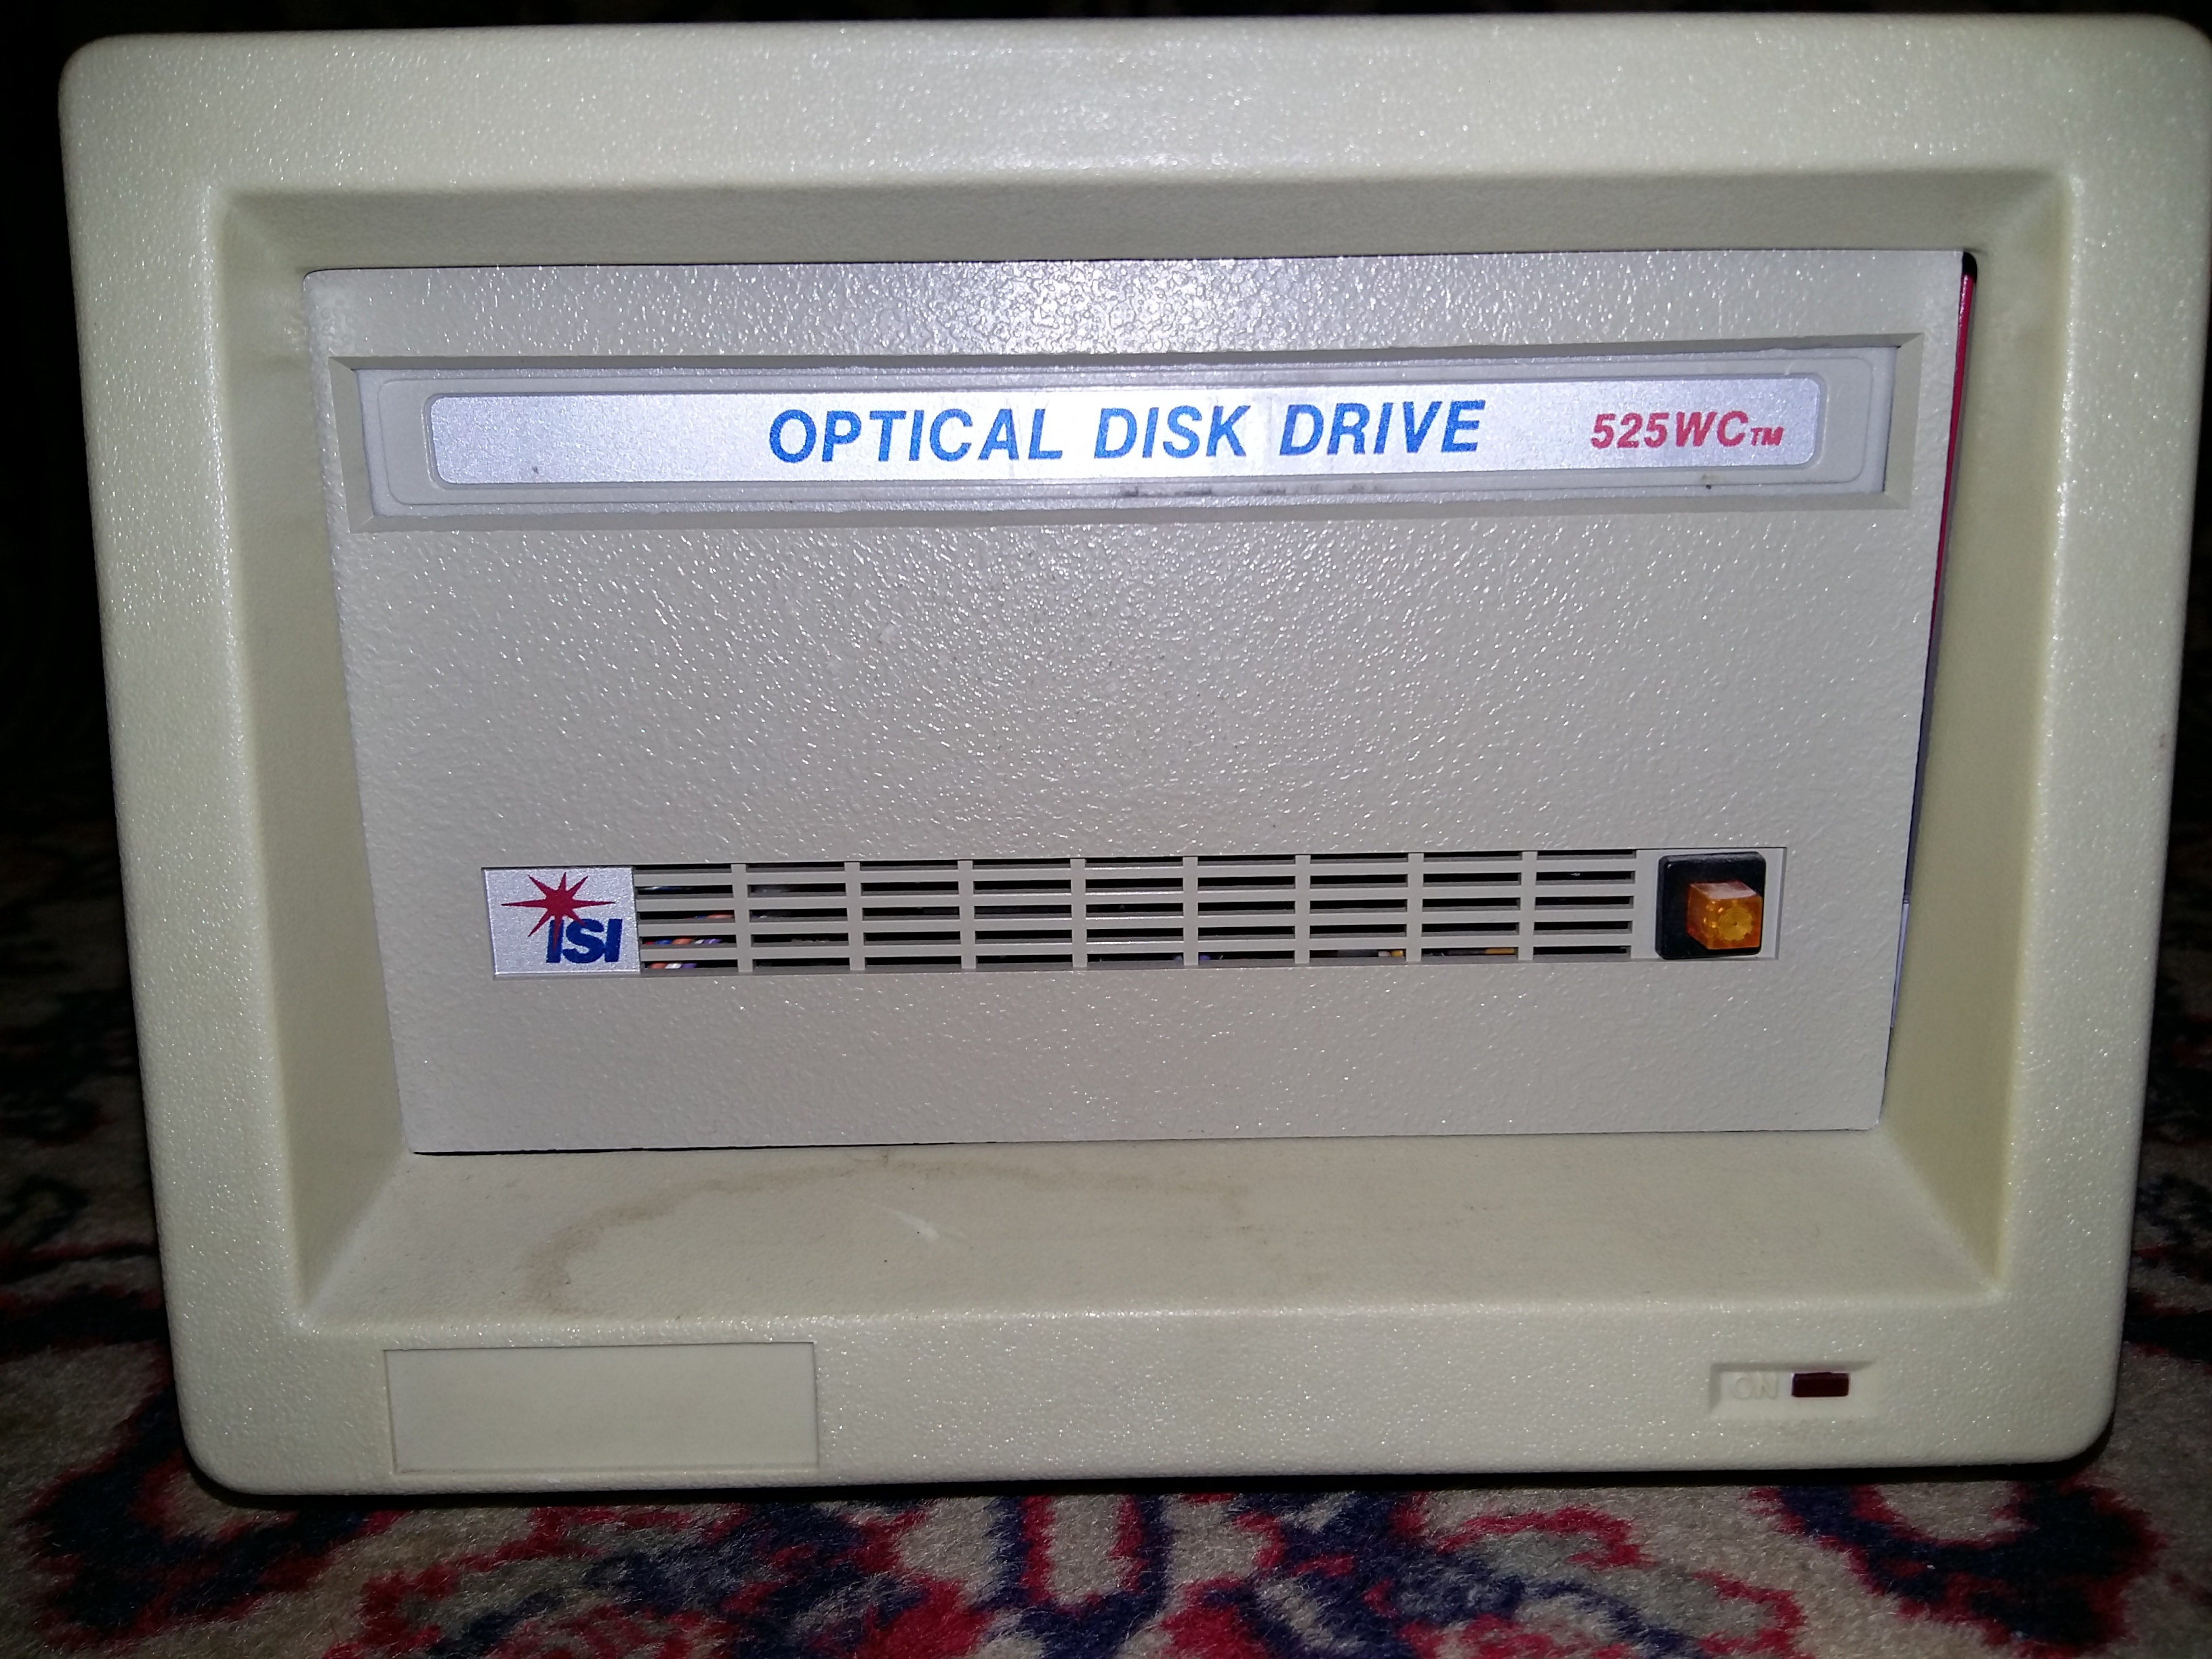 OPTICAL DISK DRIVE 525WC™
ISI
ON